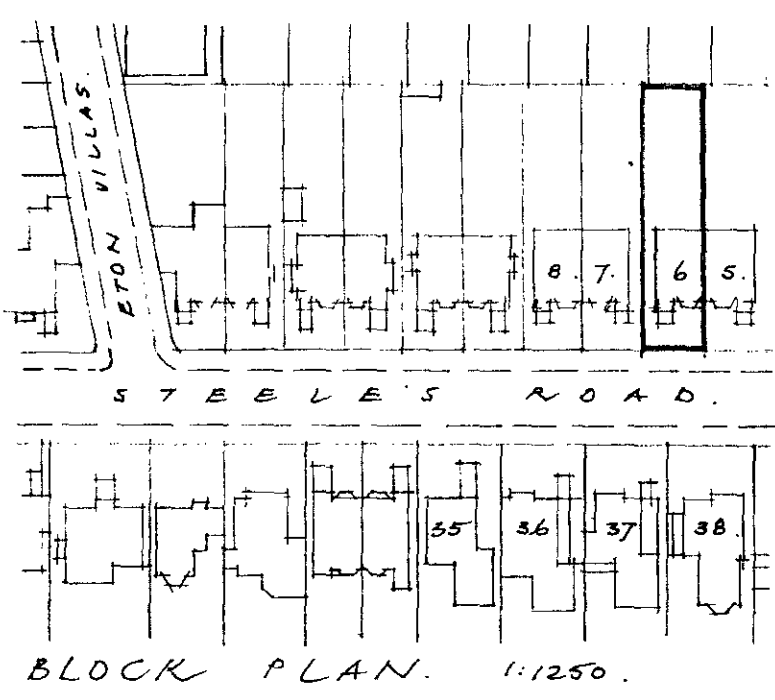 ETON VILLAS.
8. 7. 6 5.
STEELE'S ROAD.
35 36 37 38
BLOCK PLAN. 1:1250.